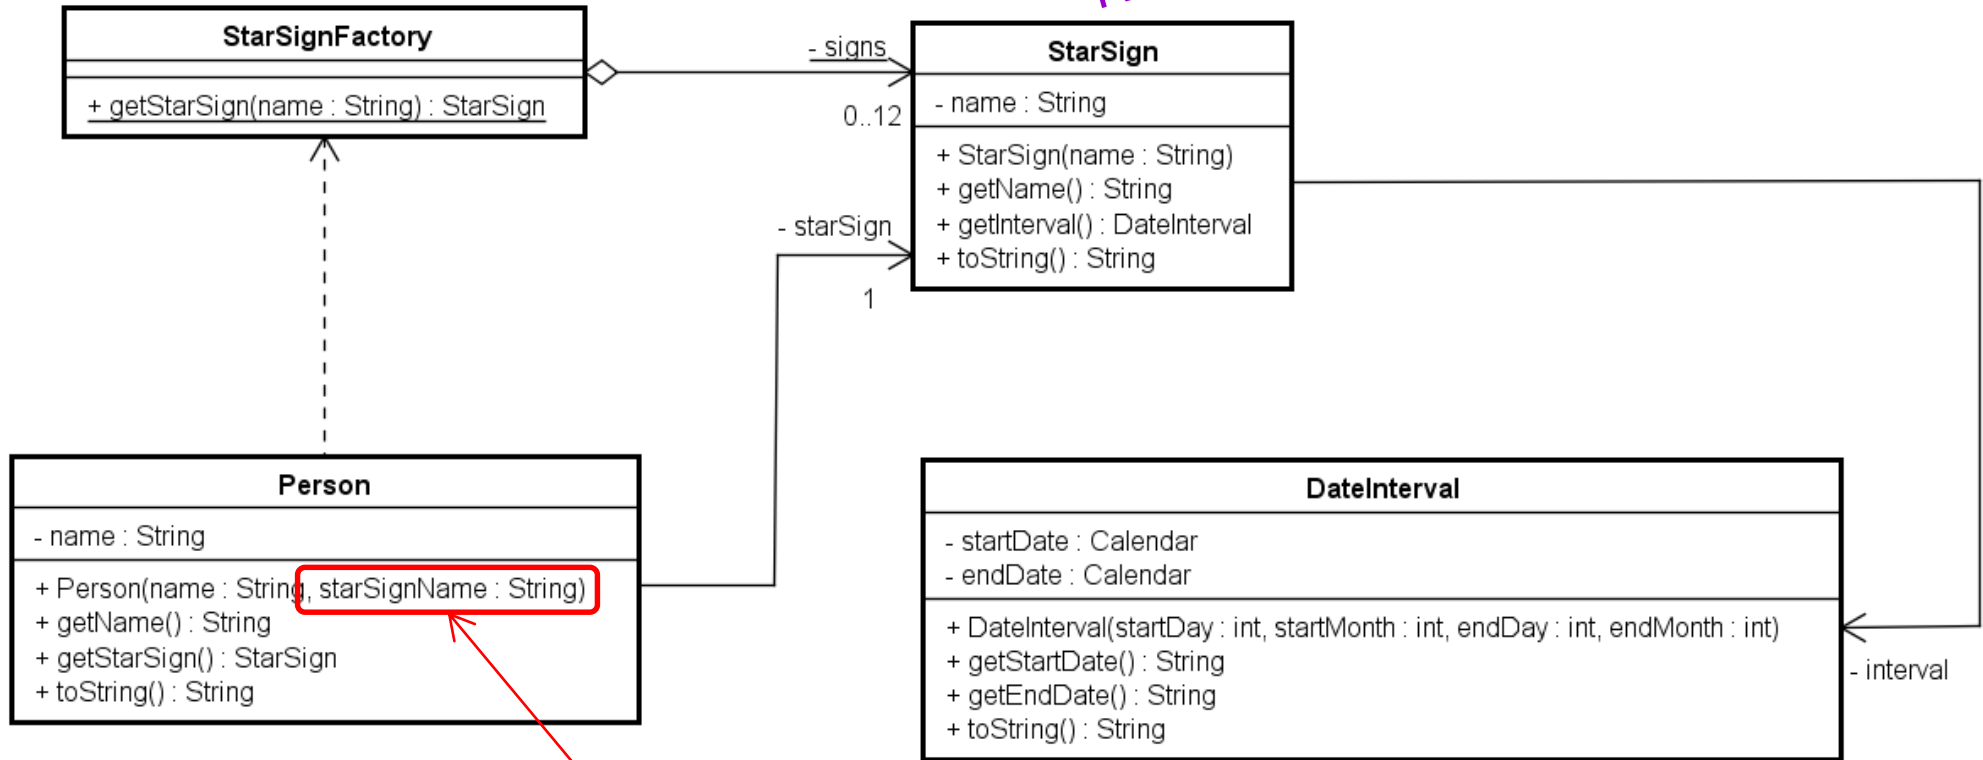 StarSignFactory
+ getStarSign(name : String) : StarSign
- signs
0..12
StarSign
- name : String
+ StarSign(name : String)
+ getName() : String
+ getInterval() : DateInterval
+ toString() : String
- starSign
1
Person
- name : String
+ Person(name : String, starSignName : String)
+ getName() : String
+ getStarSign() : StarSign
+ toString() : String
DateInterval
- startDate : Calendar
- endDate : Calendar
+ DateInterval(startDay : int, startMonth : int, endDay : int, endMonth : int)
+ getStartDate() : String
+ getEndDate() : String
+ toString() : String
- interval